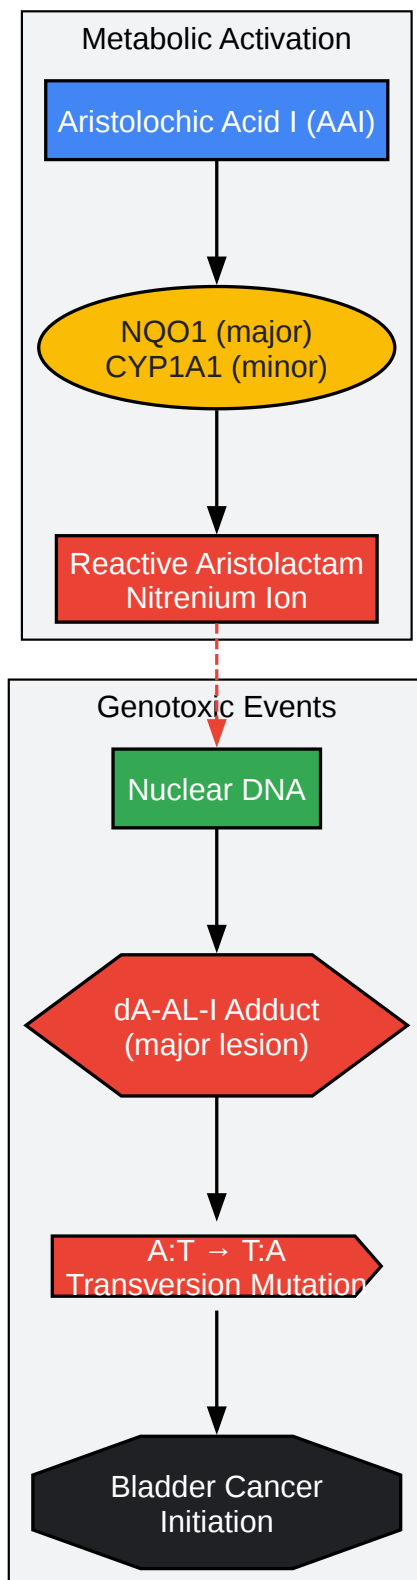 Metabolic Activation
Aristolochic Acid I (AAI)
NQO1 (major)
CYP1A1 (minor)
Reactive Aristolactam
Nitrenium Ion
Genotoxic Events
Nuclear DNA
dA-AL-I Adduct
(major lesion)
A:T → T:A
Transversion Mutation
Bladder Cancer
Initiation